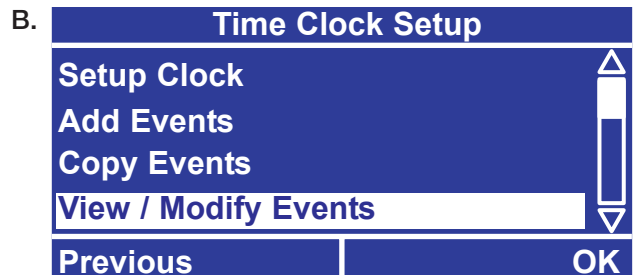 B. Time Clock Setup
Setup Clock
Add Events
Copy Events
View / Modify Events
Previous OK